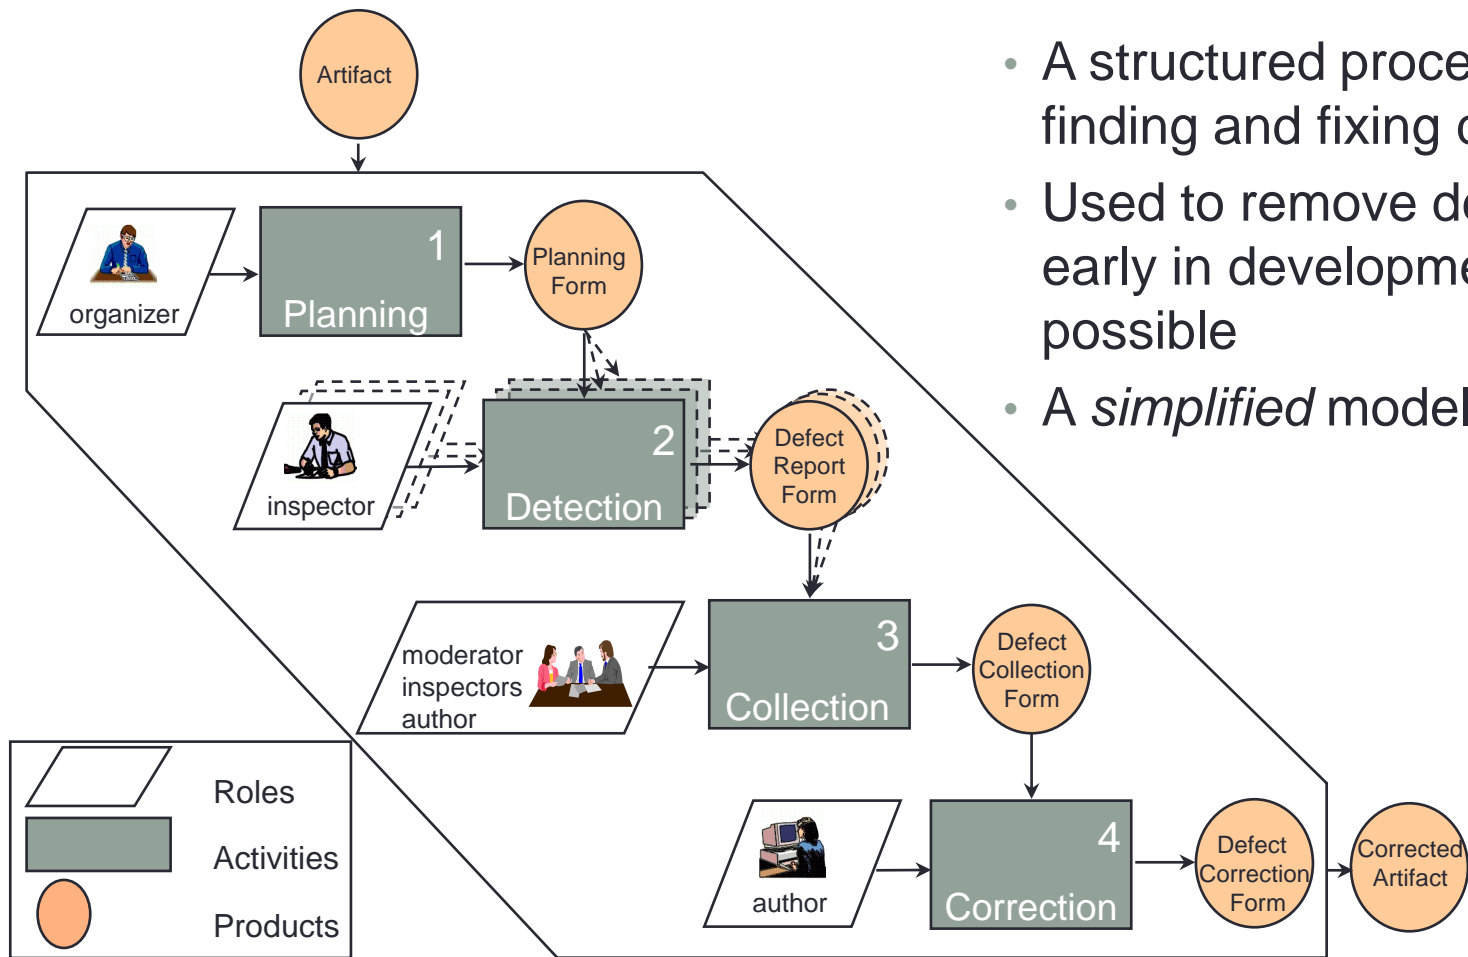 Artifact
• A structured proce
finding and fixing
• Used to remove
early in developme
possible
• A simplified model
1
Planning
organizer
Planning
Form
2
Detection
inspector
Defect
Report
Form
3
Collection
moderator
inspectors
author
Defect
Collection
Form
4
Correction
author
Defect
Correction
Form
Corrected
Artifact
Roles
Activities
Products